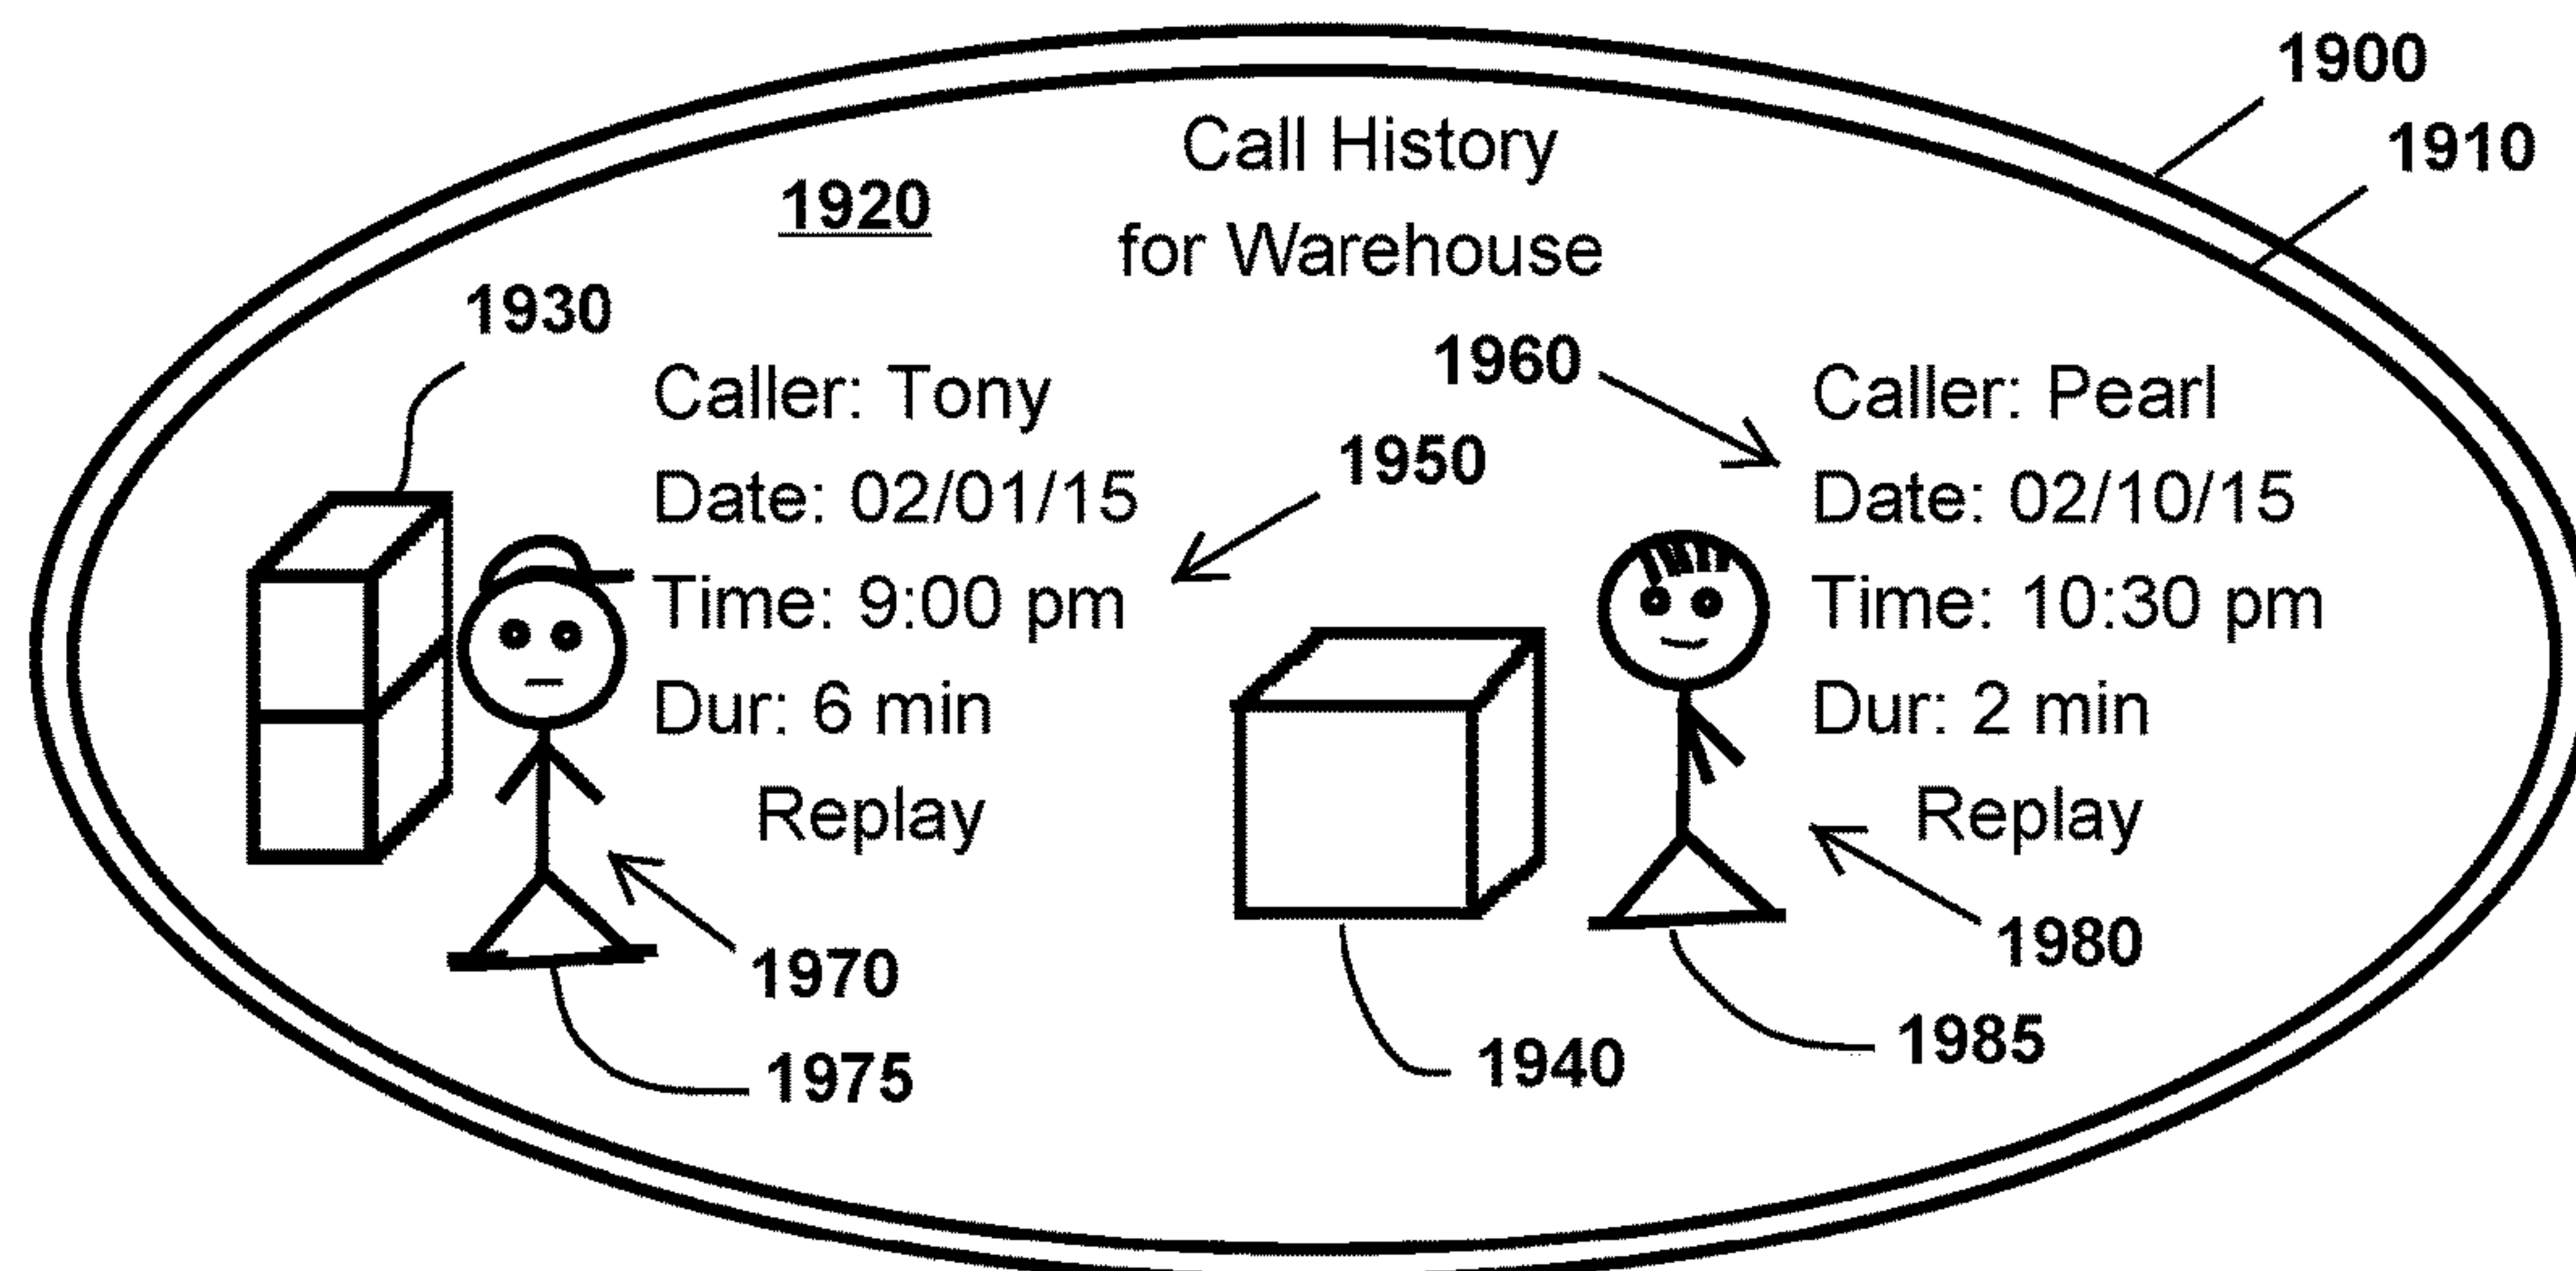 1900
1910
Call History
for Warehouse
1920
1930
1960
1950
Caller: Tony
Date: 02/01/15
Time: 9:00 pm
Dur: 6 min
Replay
Caller: Pearl
Date: 02/10/15
Time: 10:30 pm
Dur: 2 min
Replay
1970
1975
1940
1980
1985